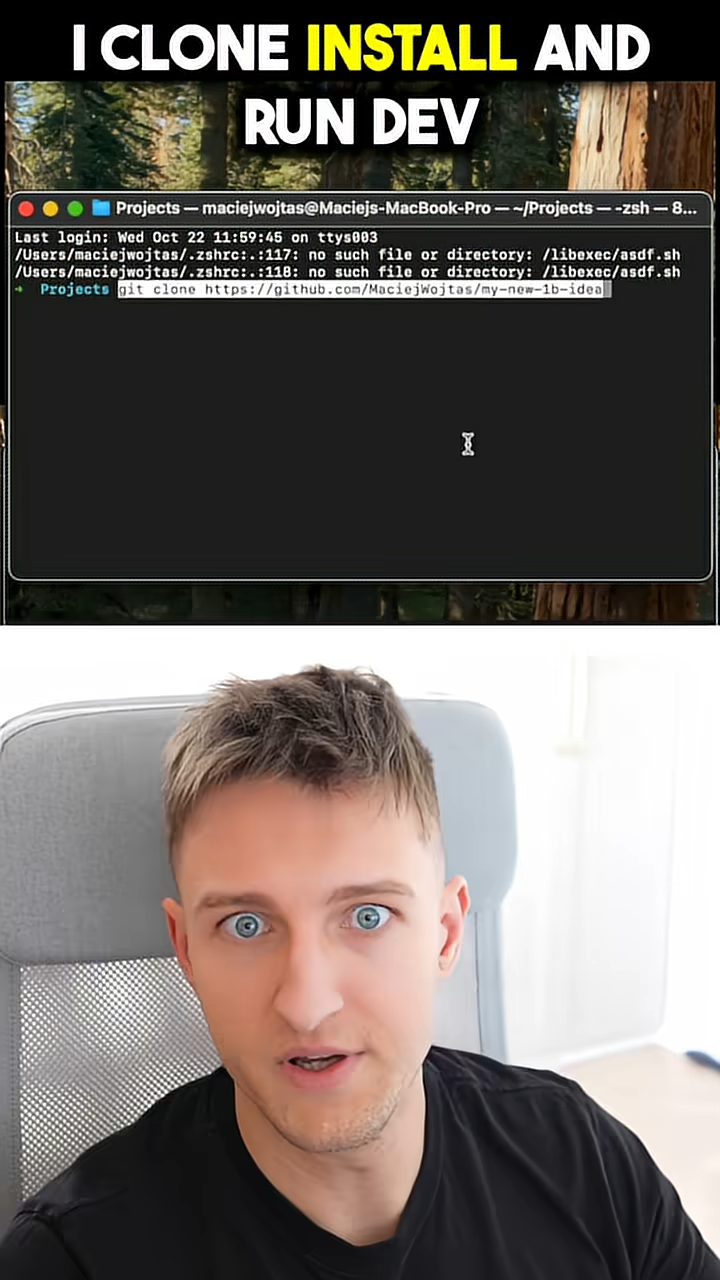 I CLONE INSTALL AND
RUN DEV
Projects — maciejwojtas@Maciejs-MacBook-Pro — ~/Projects — -zsh — 8...
Last login: Wed Oct 22 11:59:45 on ttys003
/Users/maciejwojtas/.zshrc:.:117: no such file or directory: /libexec/asdf.sh
/Users/maciejwojtas/.zshrc:.:118: no such file or directory: /libexec/asdf.sh
➜ Projects git clone https://github.com/MaciejWojtas/my-new-1b-idea